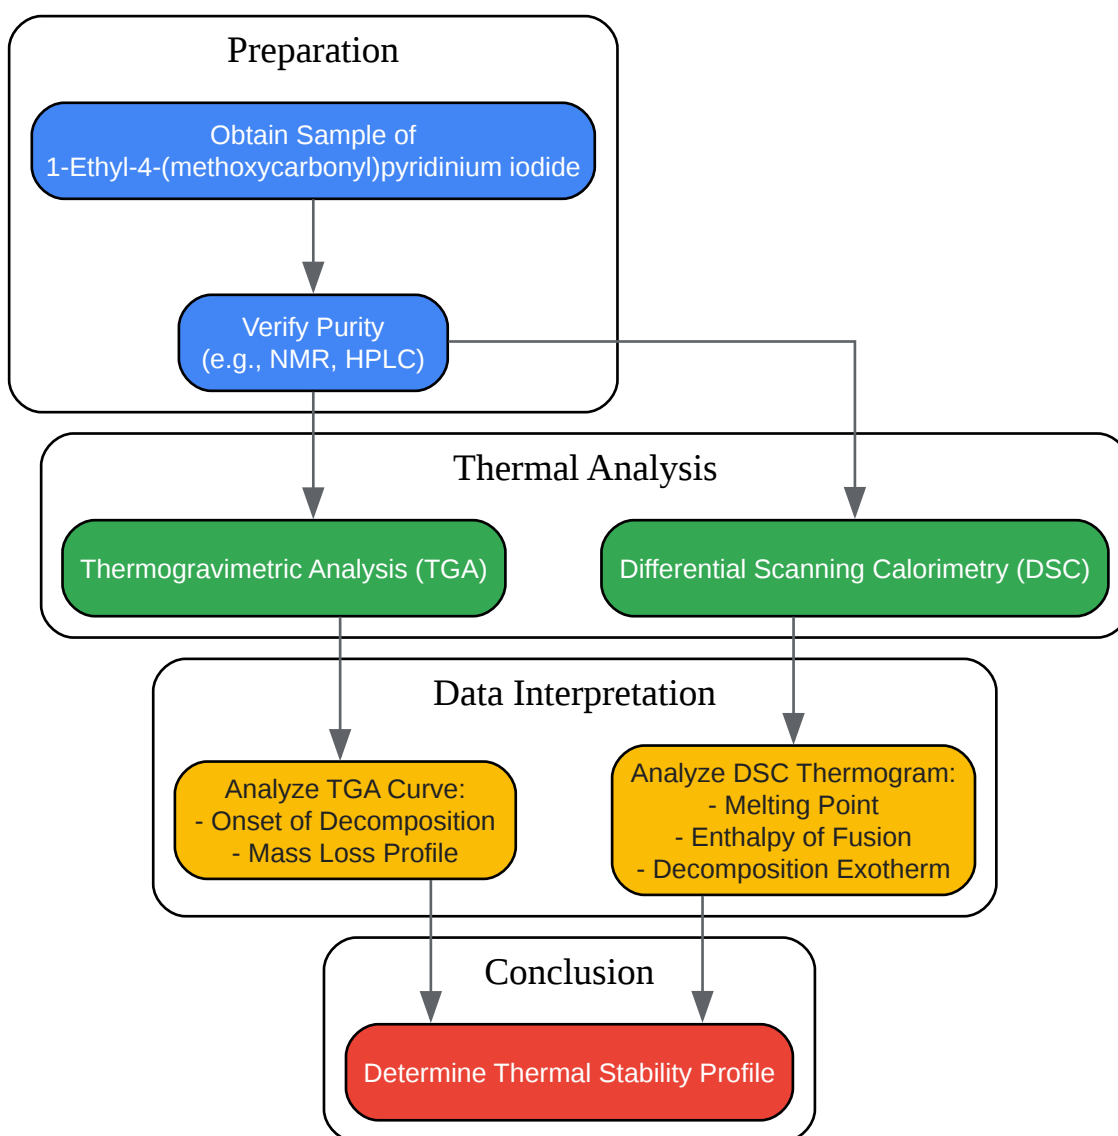 Preparation
Obtain Sample of
1-Ethyl-4-(methoxycarbonyl)pyridinium iodide
Verify Purity
(e.g., NMR, HPLC)
Thermal Analysis
Thermogravimetric Analysis (TGA)
Differential Scanning Calorimetry (DSC)
Data Interpretation
Analyze TGA Curve:
- Onset of Decomposition
- Mass Loss Profile
Analyze DSC Thermogram:
- Melting Point
- Enthalpy of Fusion
- Decomposition Exotherm
Conclusion
Determine Thermal Stability Profile